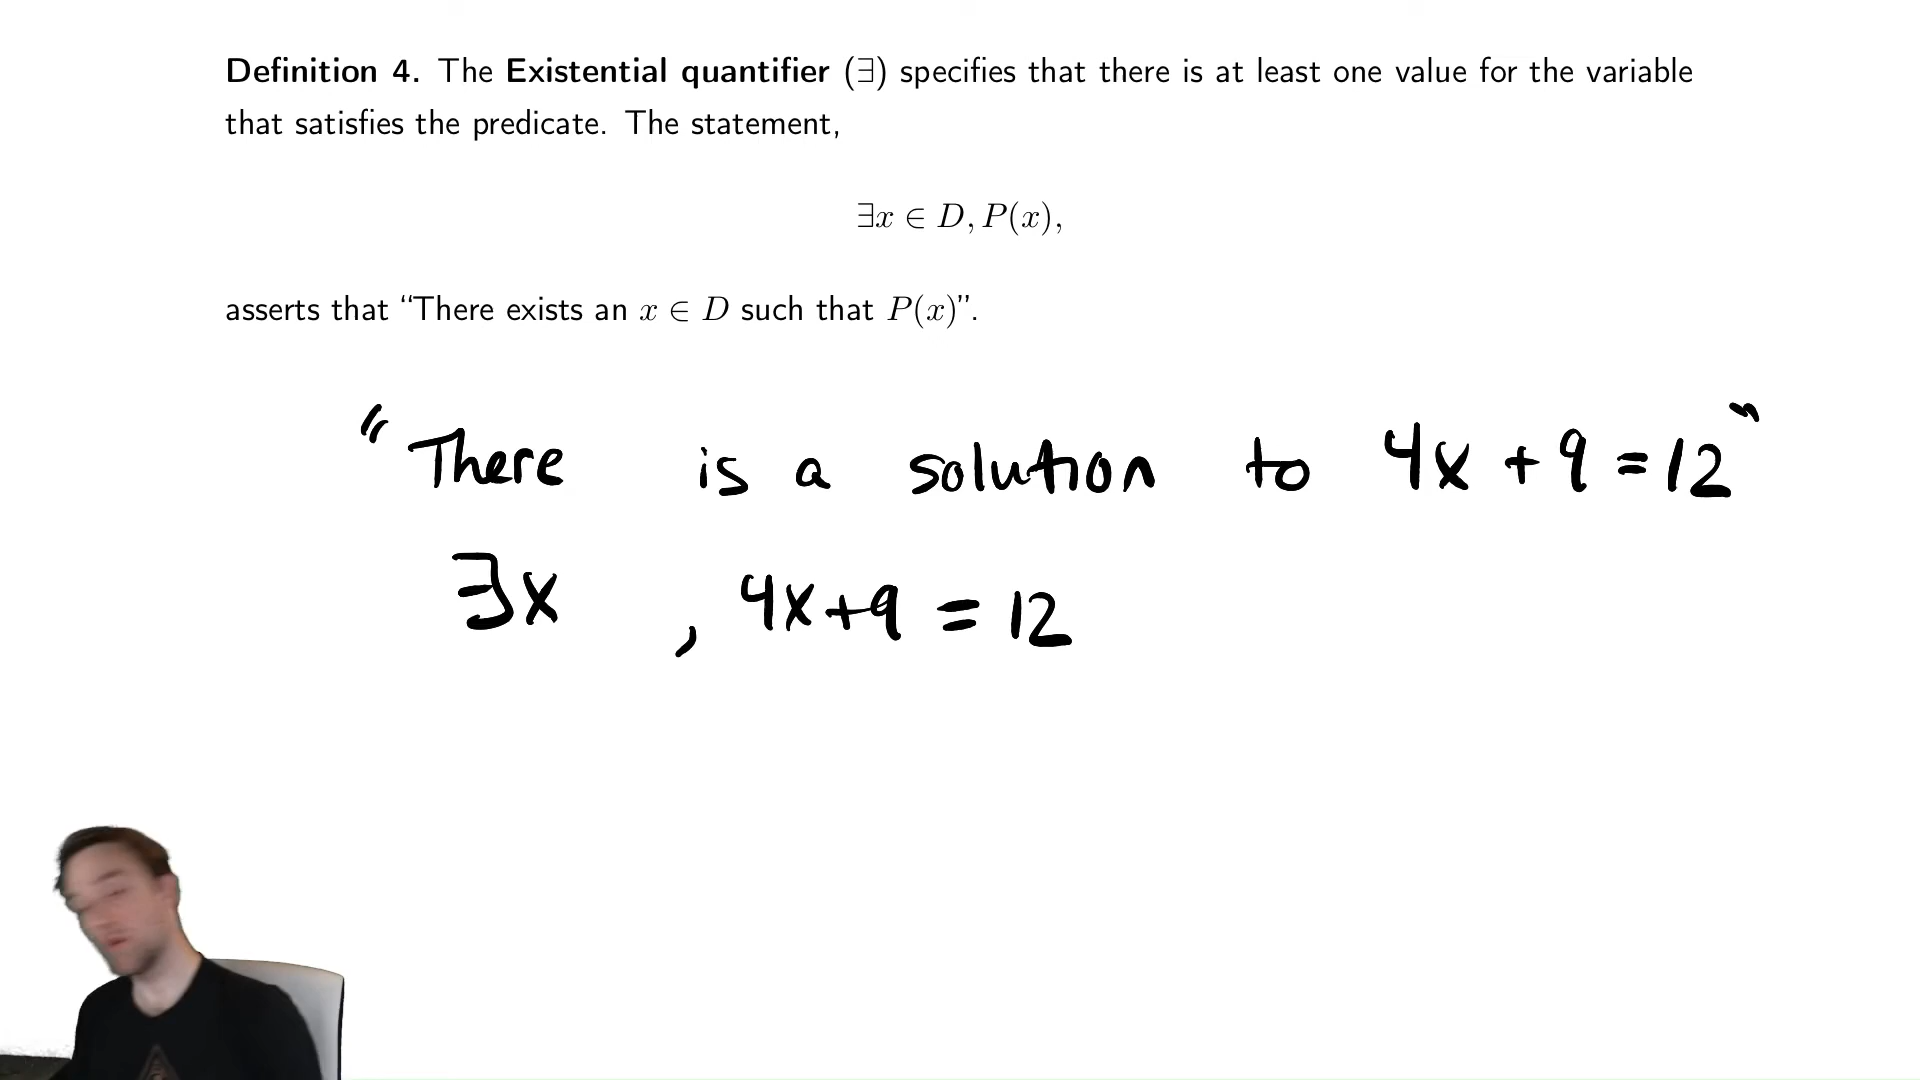 Definition 4. The Existential quantifier (∃) specifies that there is at least one value for the variable
that satisfies the predicate. The statement,
∃x ∈ D, P(x),
asserts that “There exists an x ∈ D such that P(x)”.
“There is a solution to 4x + 9 = 12”
∃x , 4x+9 = 12